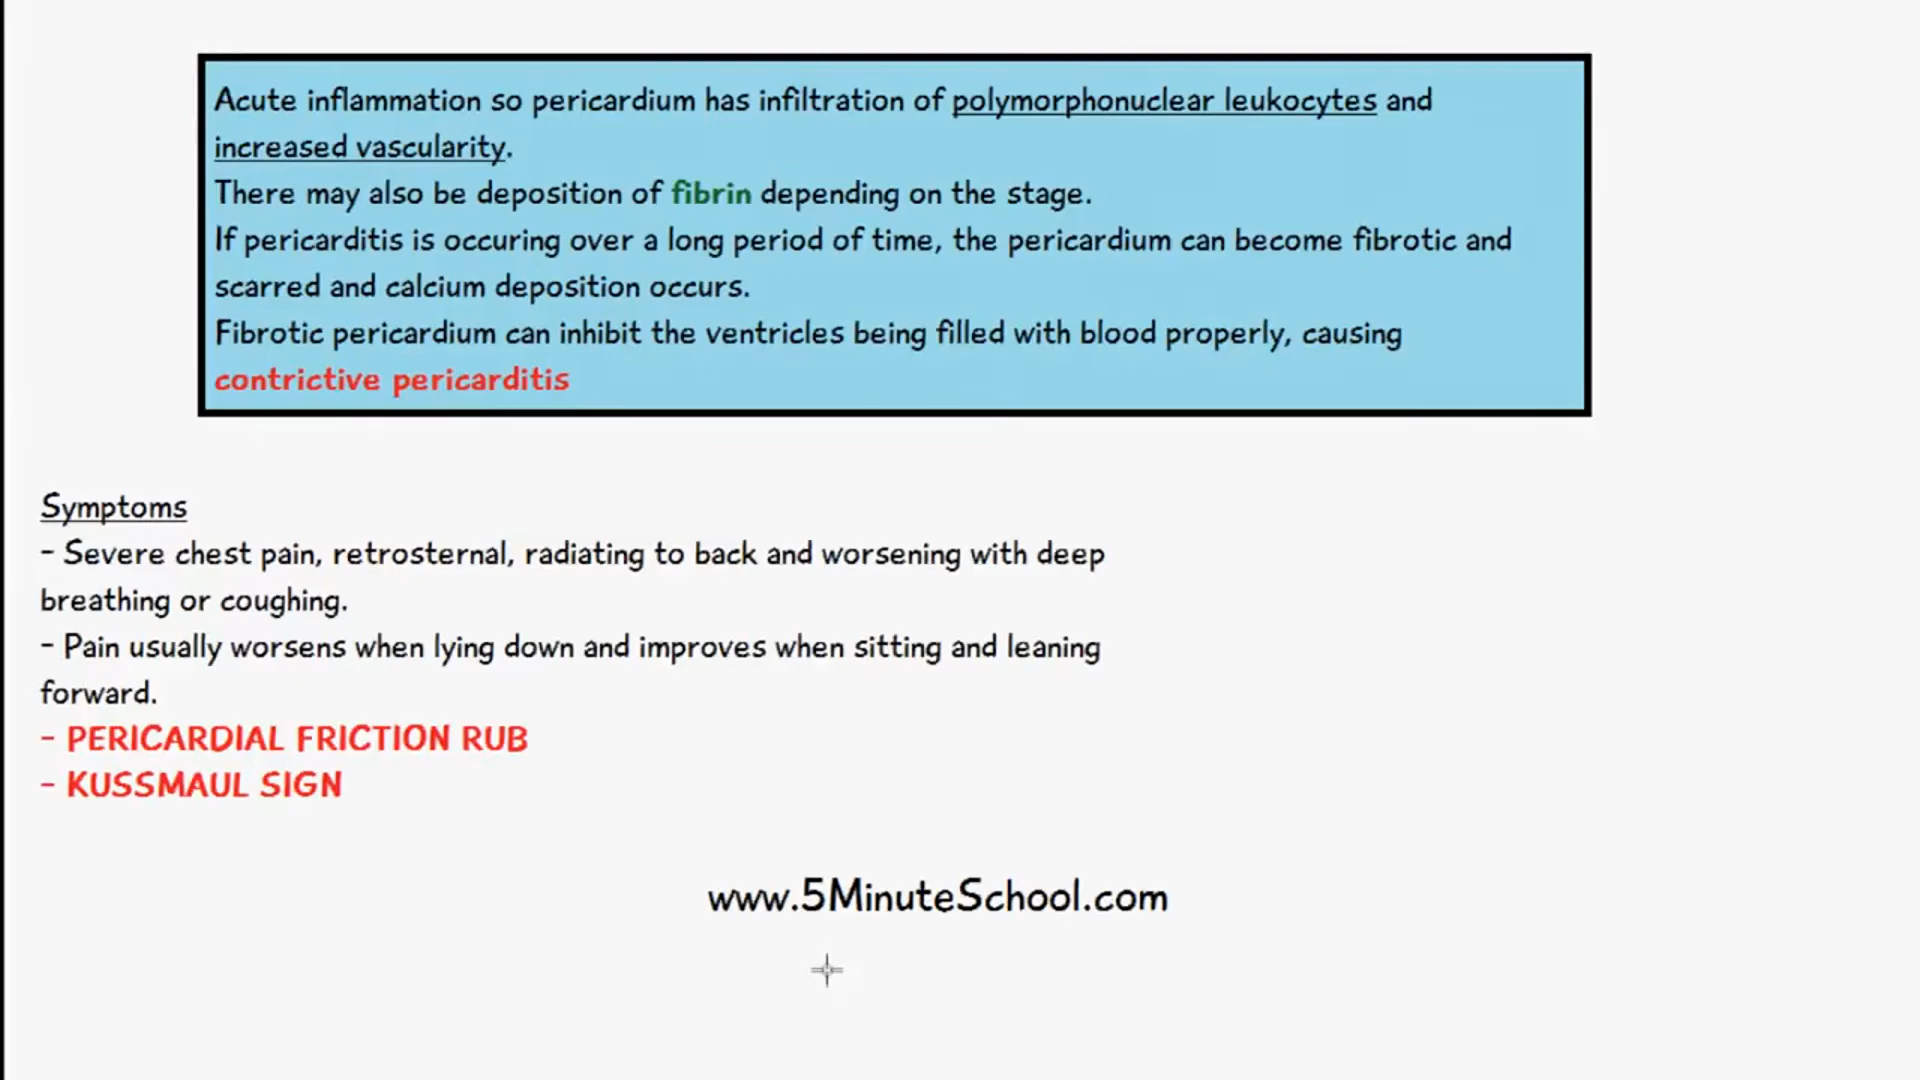 Acute inflammation so pericardium has infiltration of polymorphonuclear leukocytes and
increased vascularity.
There may also be deposition of fibrin depending on the stage.
If pericarditis is occuring over a long period of time, the pericardium can become fibrotic and
scarred and calcium deposition occurs.
Fibrotic pericardium can inhibit the ventricles being filled with blood properly, causing
contrictive pericarditis
Symptoms
- Severe chest pain, retrosternal, radiating to back and worsening with deep
breathing or coughing.
- Pain usually worsens when lying down and improves when sitting and leaning
forward.
- PERICARDIAL FRICTION RUB
- KUSSMAUL SIGN
www.5MinuteSchool.com